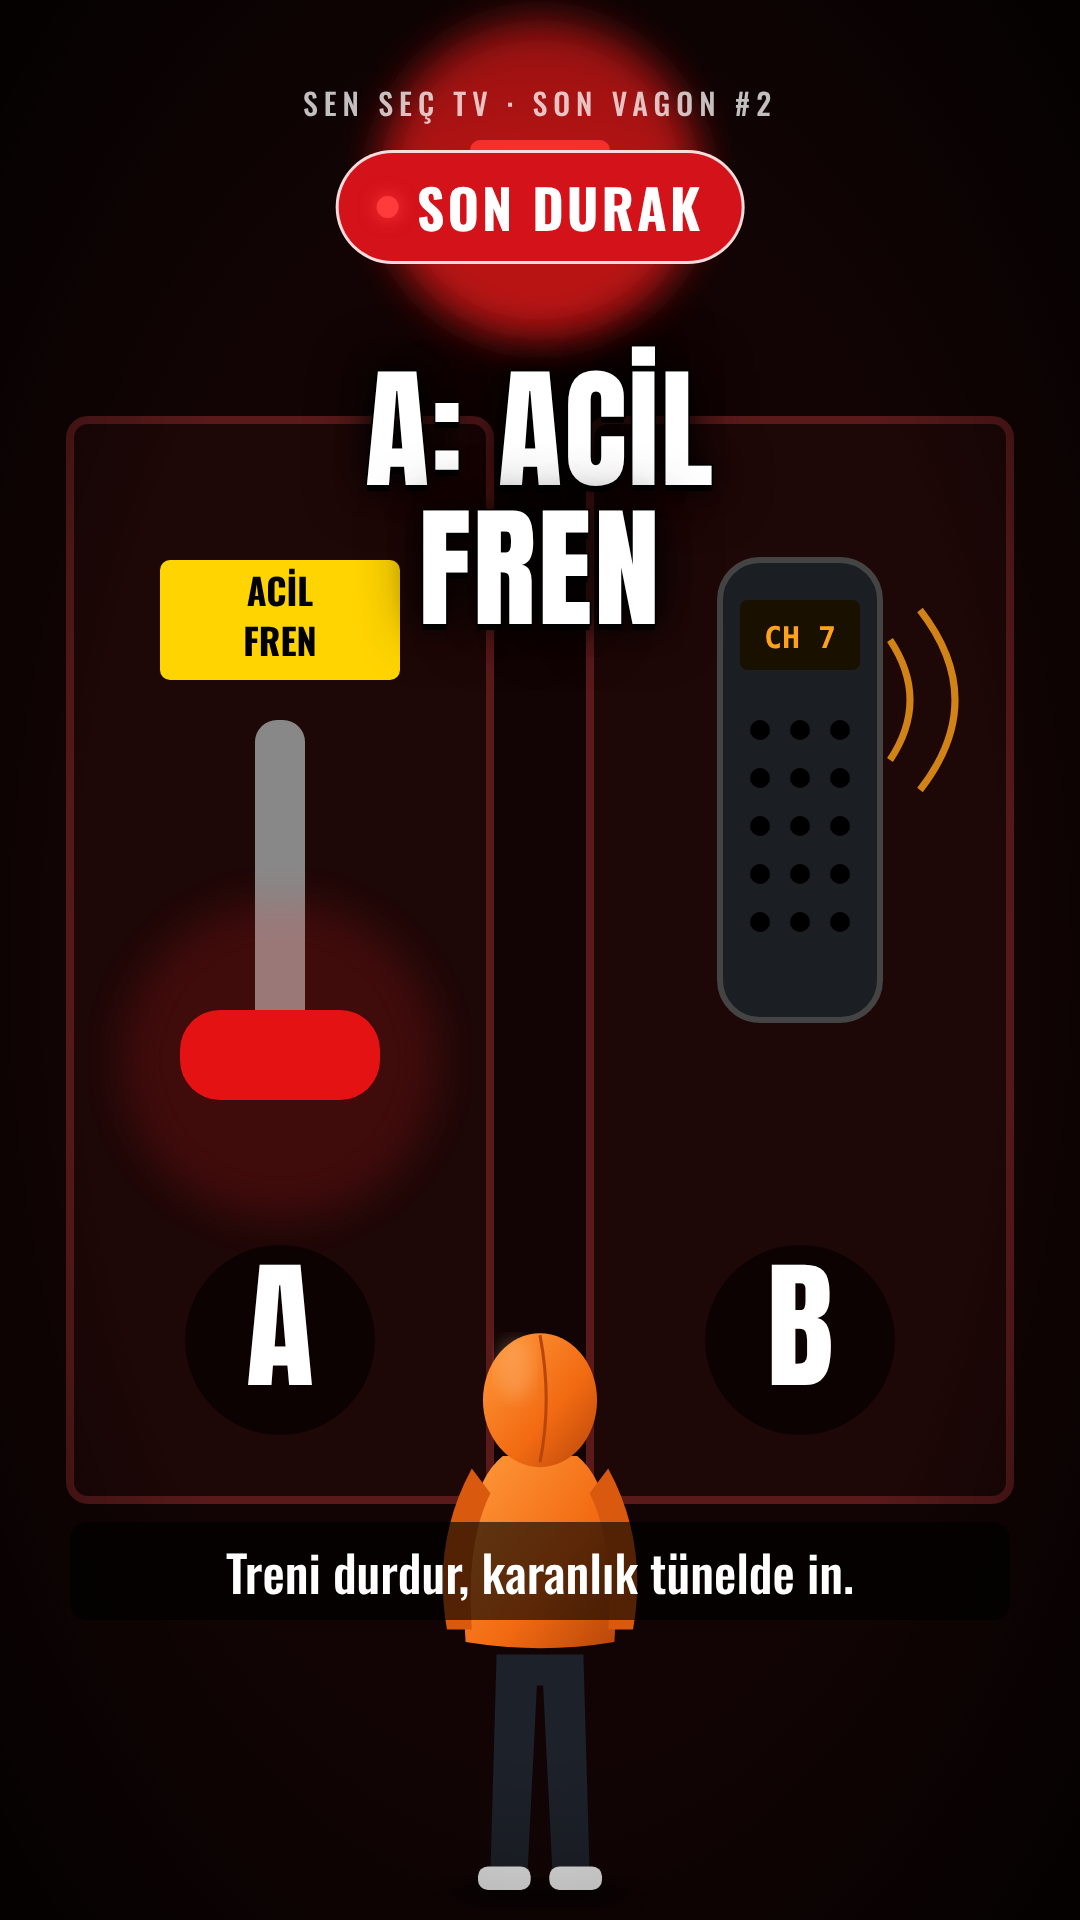 SEN SEÇ TV · SON VAGON #2
SON DURAK
A: ACİL
FREN
ACİL
FREN
CH 7
A
B
Treni durdur, karanlık tünelde in.